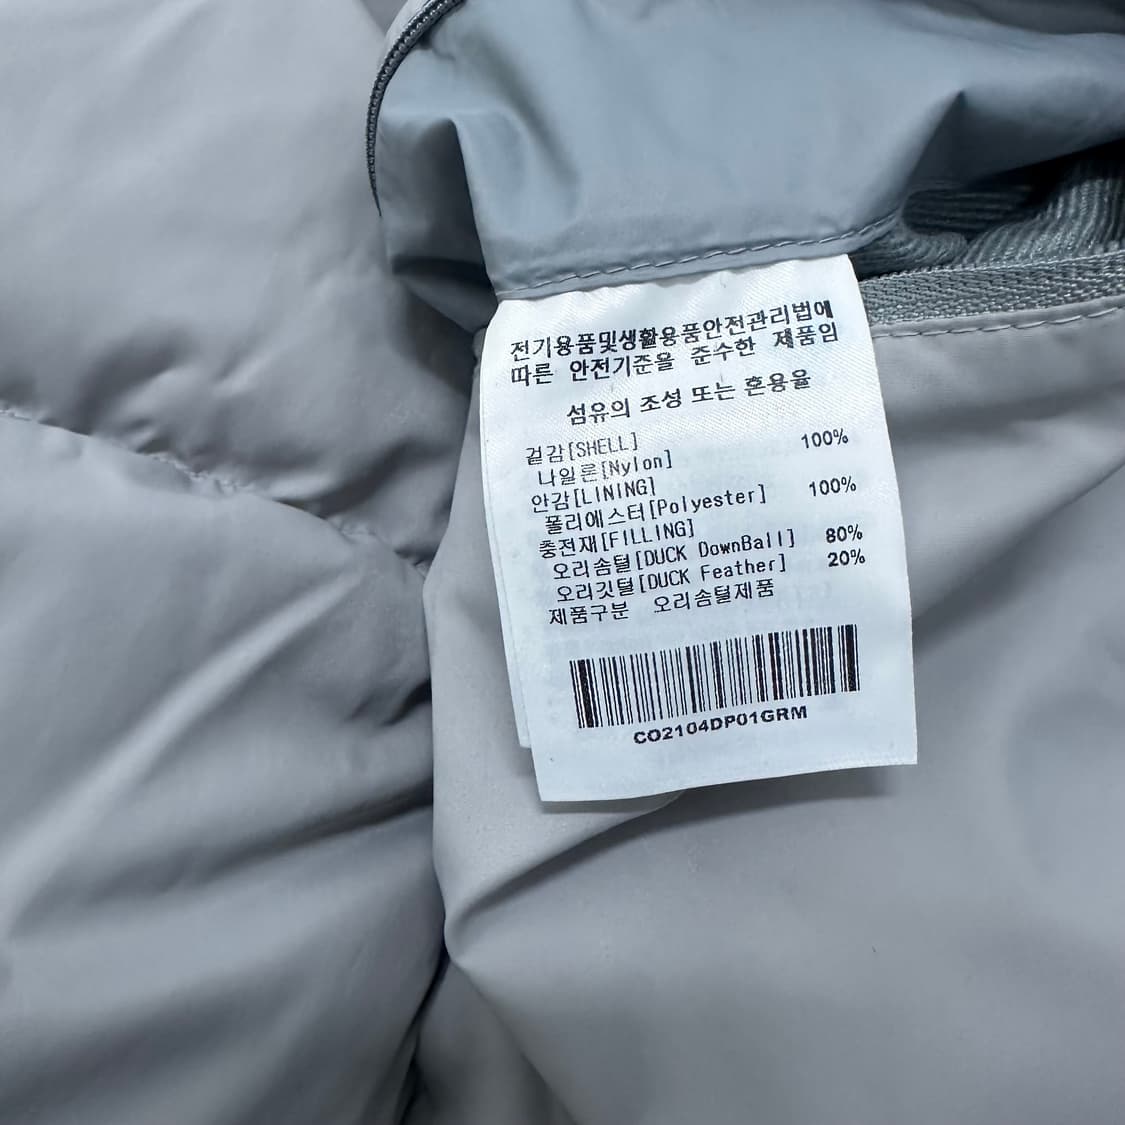 전기용품및생활용품안전관리법에
따른 안전기준을 준수한 제품임
섬유의 조성 또는 혼용율
겉감[SHELL]
나일론[Nylon] 100%
안감[LINING]
폴리에스터[Polyester] 100%
충전재[FILLING]
오리솜털[DUCK DownBall] 80%
오리깃털[DUCK Feather] 20%
제품구분 오리솜털제품
CO2104DP01GRM